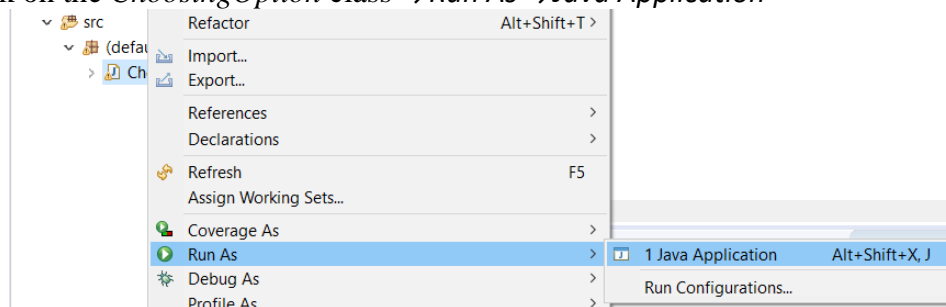 on the ChoosingOption class → Run As → Java Application
src
Refactor Alt+Shift+T >
(defau
Import...
> Ch
Export...
References >
Declarations >
Refresh F5
Assign Working Sets...
Coverage As >
Run As >
1 Java Application Alt+Shift+X, J
Debug As >
Run Configurations...
Profile As >